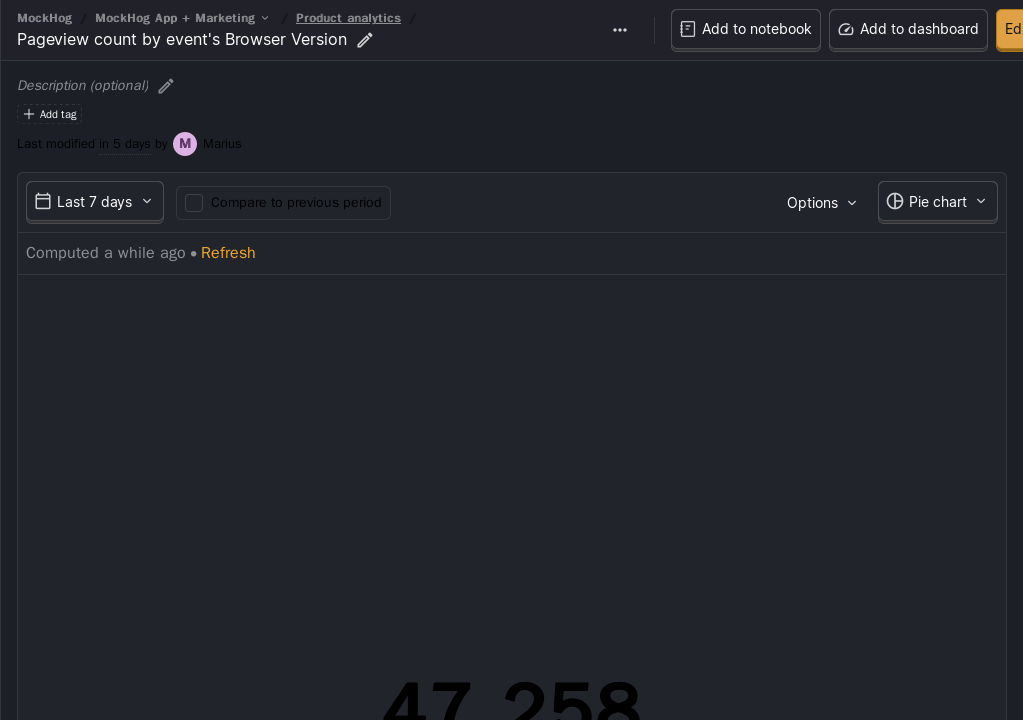 MockHog / MockHog App + Marketing / Product analytics /
Pageview count by event's Browser Version
Add to notebook
Add to dashboard
Ed
Description (optional)
Add tag
Last modified in 5 days by M Marius
Last 7 days
Compare to previous period
Options
Pie chart
Computed a while ago • Refresh
47,258